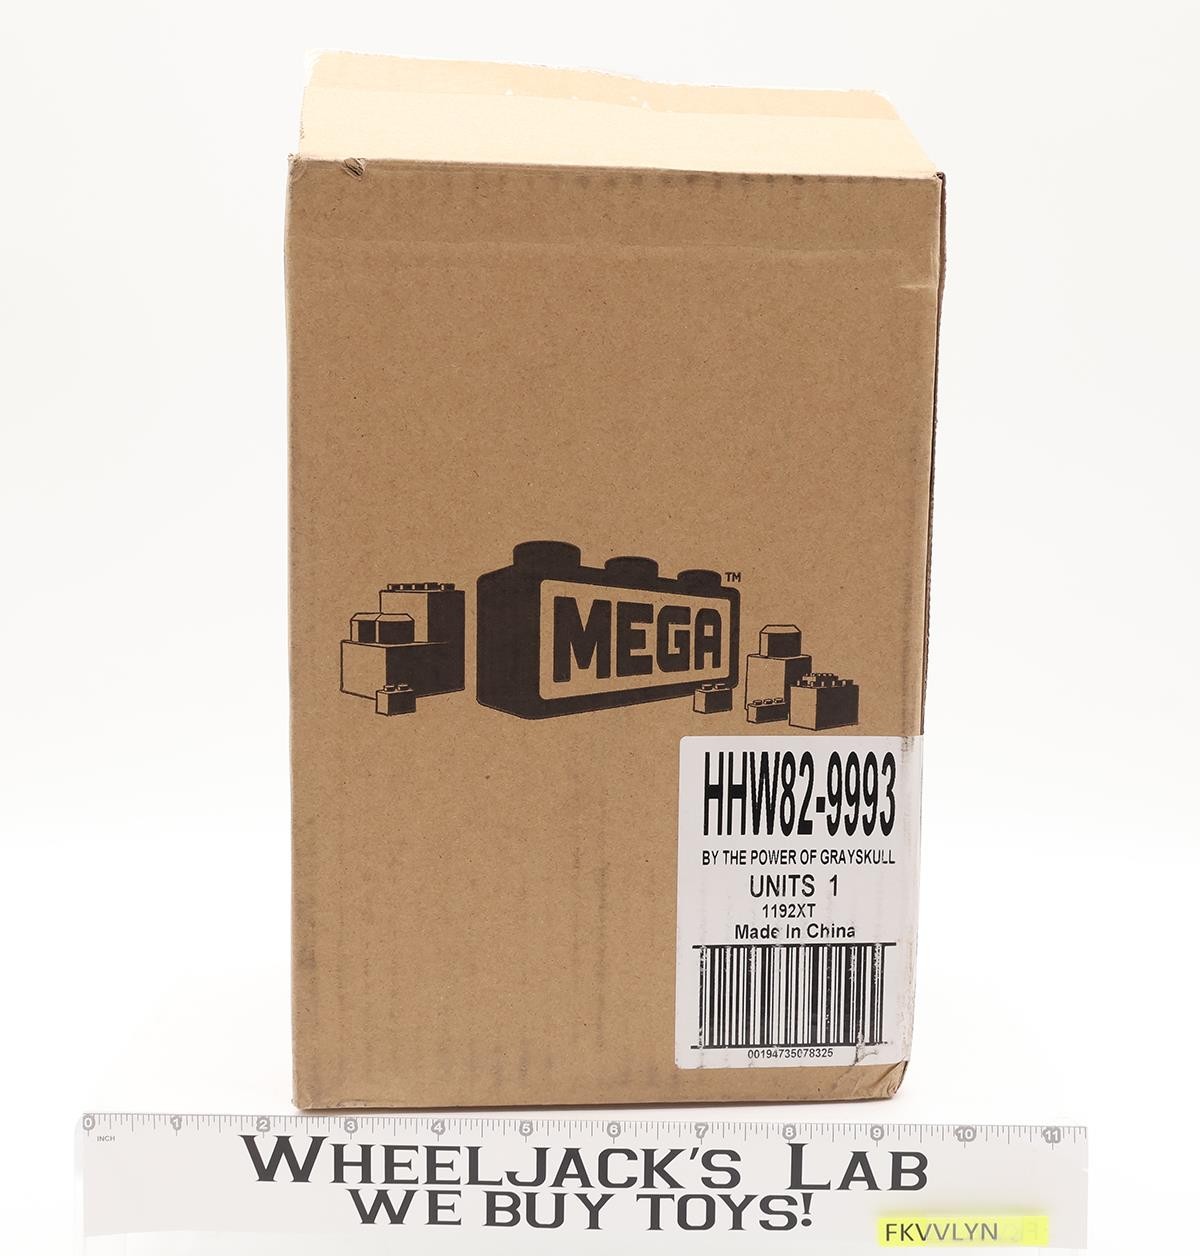 MEGA™
HHW82-9993
BY THE POWER OF GRAYSKULL
UNITS 1
1192XT
Made In China
00194735078325
0 1 2 3 4 5 6 7 8 9 10 11
INCH
WHEELJACK'S LAB
WE BUY TOYS!
FKVVLYN